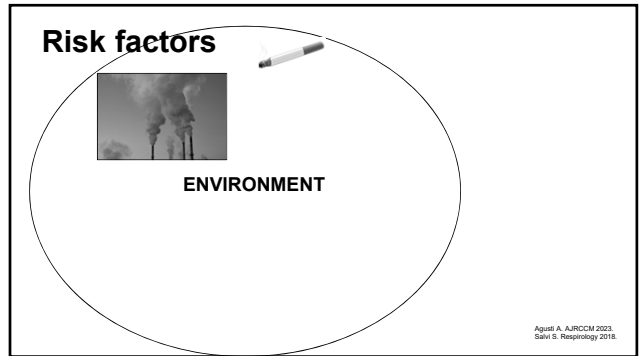 Risk factors
ENVIRONMENT
Agusti A. AJRCCM 2023.
Salvi S. Respirology 2018.